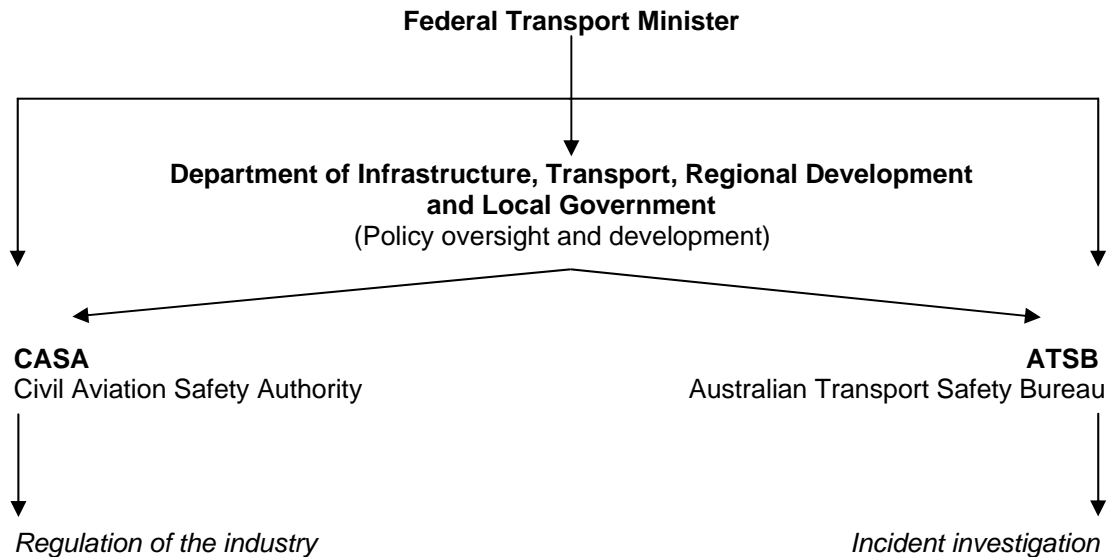 Federal Transport Minister
Department of Infrastructure, Transport, Regional Development
and Local Government
(Policy oversight and development)
CASA
Civil Aviation Safety Authority
ATSB
Australian Transport Safety Bureau
Regulation of the industry
Incident investigation